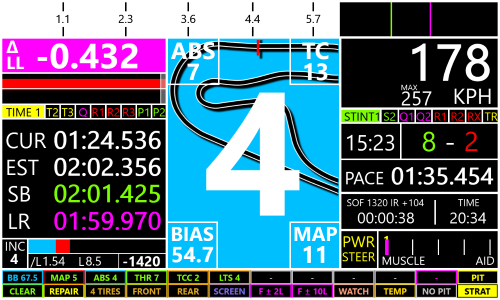 1.1 2.3 3.6 4.4 5.7
Δ LL -0.432
ABS 7
TC 13
178
MAX 257 KPH
TIME 1 T2 T3 Q R1 R2 R3 P1 P2
STINT1 S2 Q1 Q2 R1 R2 RX TR
CUR 01:24.536
EST 02:02.356
SB 02:01.425
LR 01:59.970
4
15:23 8 - 2
PACE 01:35.454
SOF 1320 IR +104 TIME
00:00:38 20:34
BIAS 54.7
MAP 11
INC 4
/L1.54 L8.5 -1420
PWR STEER
1
MUSCLE AID
BB 67.5 MAP 5 ABS 4 THR 7 TCC 2 LTS 4 - - - - - PIT
CLEAR REPAIR 4 TIRES FRONT REAR SCREEN F ± 2L F ± 10L WATCH TEMP NO PIT STRAT